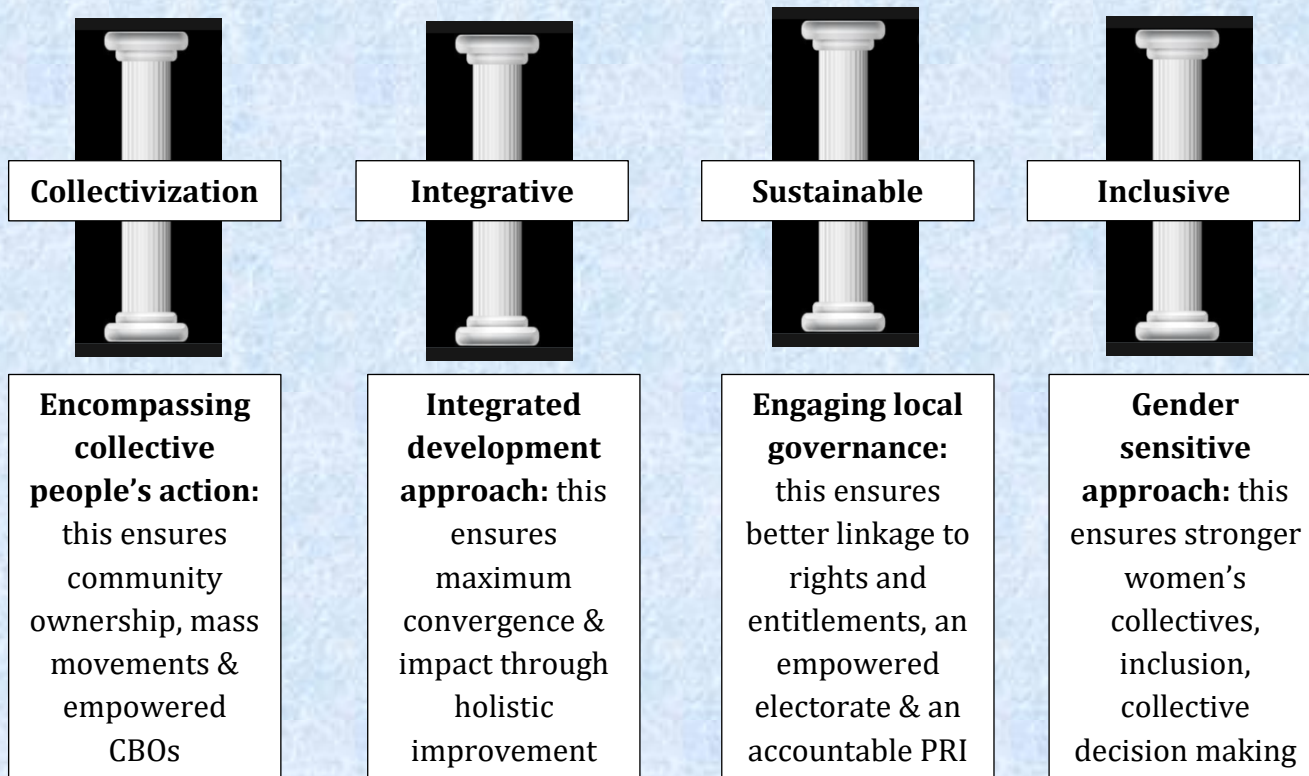 Collectivization
Integrative
Sustainable
Inclusive
Encompassing
collective
people’s action:
this ensures
community
ownership, mass
movements &
empowered
CBOs
Integrated
development
approach: this
ensures
maximum
convergence &
impact through
holistic
improvement
Engaging local
governance:
this ensures
better linkage to
rights and
entitlements, an
empowered
electorate & an
accountable PRI
Gender
sensitive
approach: this
ensures stronger
women’s
collectives,
inclusion,
collective
decision making